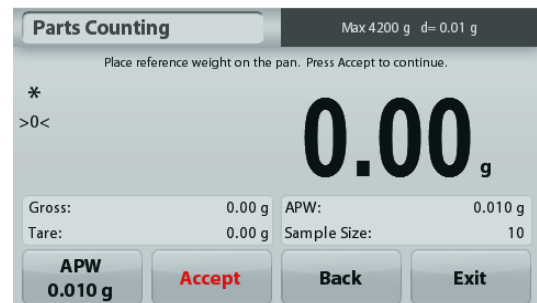 Parts Counting Max 4200 g d= 0.01 g
Place reference weight on the pan. Press Accept to continue.
*
>0<
0.00 g
Gross: 0.00 g APW: 0.010 g
Tare: 0.00 g Sample Size: 10
APW
0.010 g
Accept Back Exit